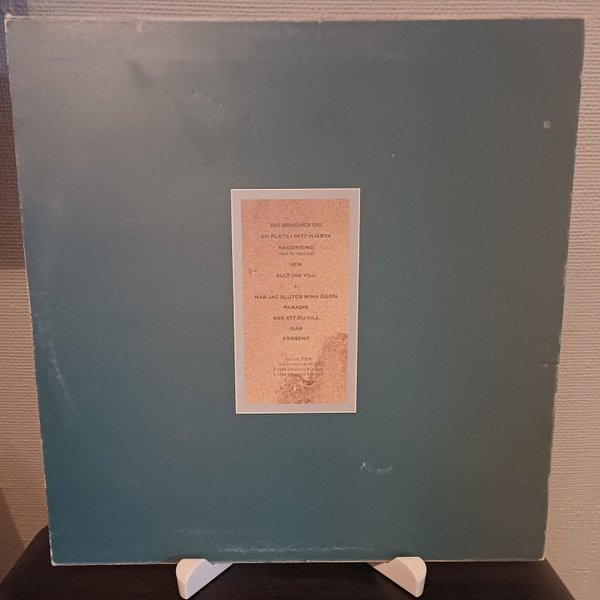 JAG BEHÖVER DIG
EN PLATS I MITT HJÄRTA
NÅGONTING
VEM
ALLT JAG VILL
•
NÄR JAG SLUTER MINA ÖGON
PARADIS
SÄG ATT DU VILL
IGÅR
FÖRSENT